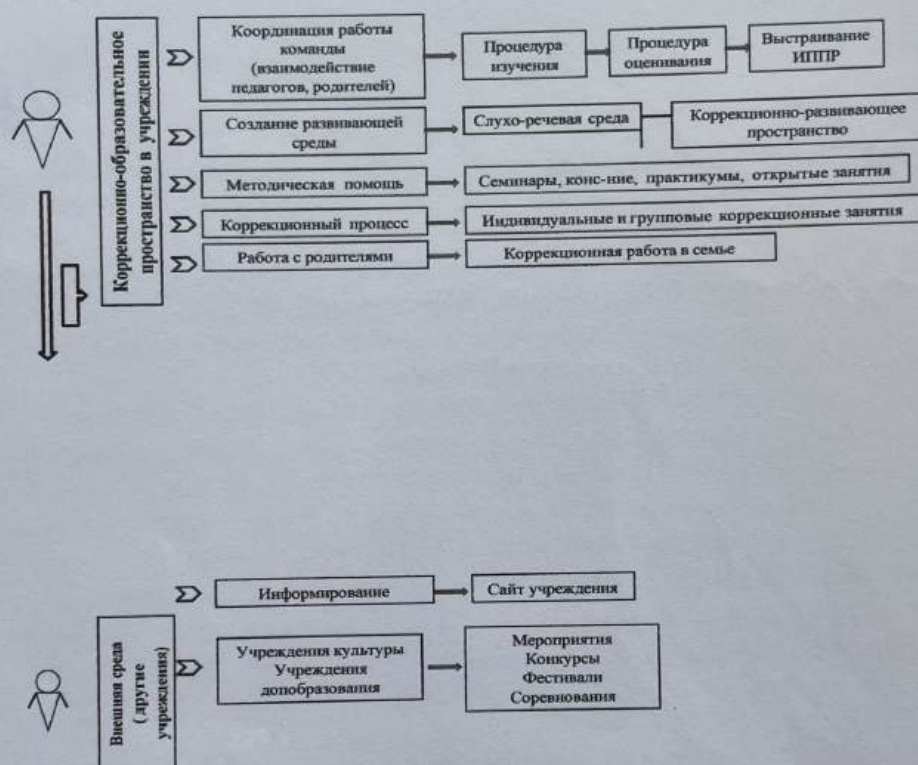 Коррекционно-образовательное
пространство в учреждении
Координация работы
команды
(взаимодействие
педагогов, родителей)
Процедура
изучения
Процедура
оценивания
Выстраивание
ИППР
Создание развивающей
среды
Слухо-речевая среда
Коррекционно-развивающее
пространство
Методическая помощь
Семинары, конс-ние, практикумы, открытые занятия
Коррекционный процесс
Индивидуальные и групповые коррекционные занятия
Работа с родителями
Коррекционная работа в семье
Внешняя среда
( другие
учреждения)
Информирование
Сайт учреждения
Учреждения культуры
Учреждения
допобразования
Мероприятия
Конкурсы
Фестивали
Соревнования